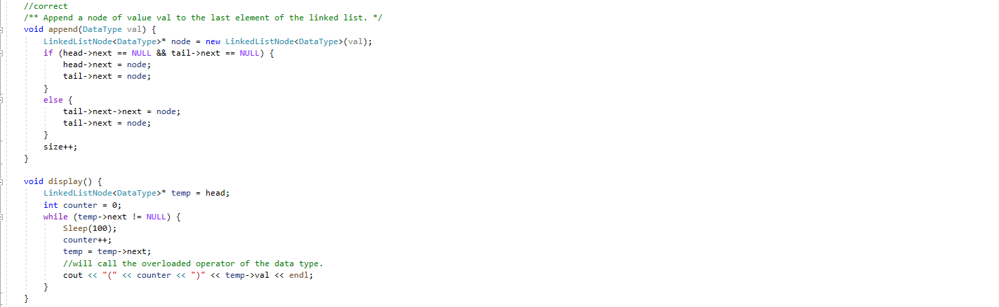 //correct
/** Append a node of value val to the last element of the linked list. */
void append(DataType val) {
LinkedListNode<DataType>* node = new LinkedListNode<DataType>(val);
if (head->next == NULL && tail->next == NULL) {
head->next = node;
tail->next = node;
}
else {
tail->next->next = node;
tail->next = node;
}
size++;
}
void display() {
LinkedListNode<DataType>* temp = head;
int counter = 0;
while (temp->next != NULL) {
Sleep(100);
counter++;
temp = temp->next;
//will call the overloaded operator of the data type.
cout << "(" << counter << ")" << temp->val << endl;
}
}